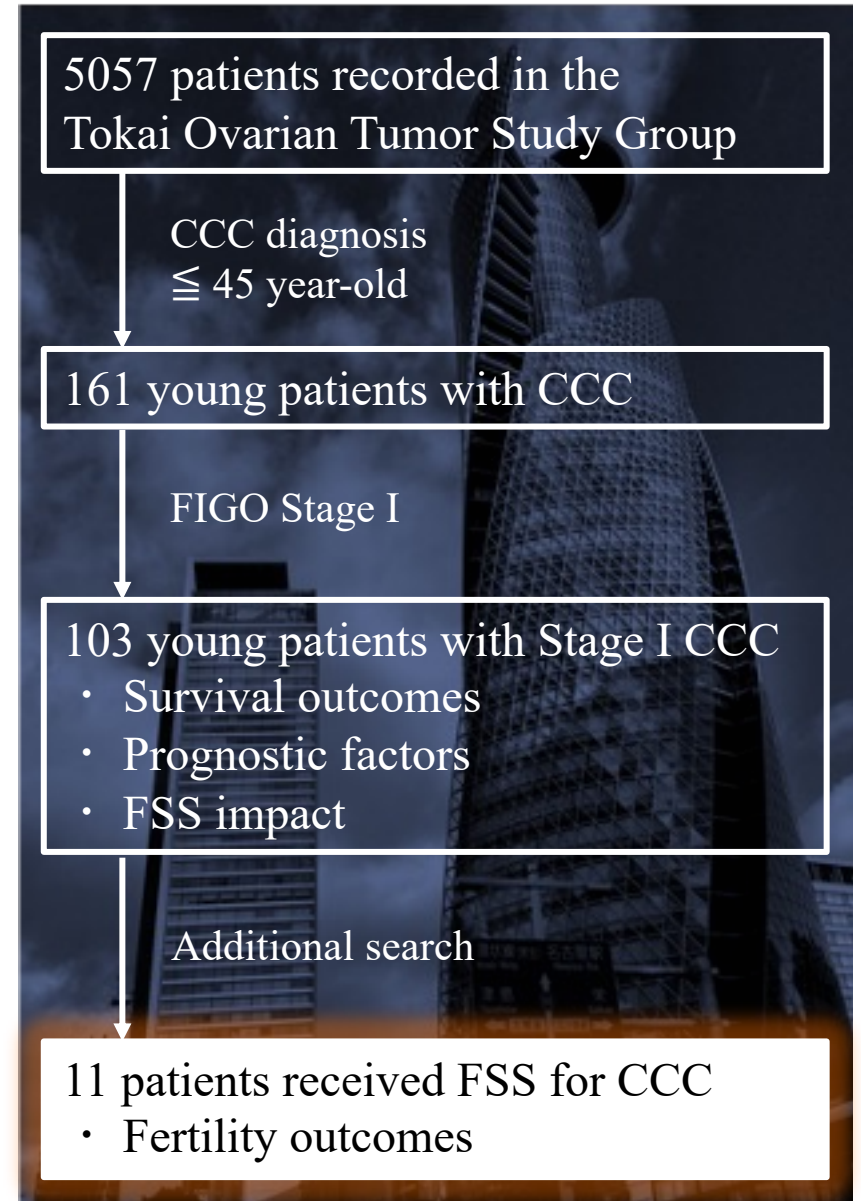 5057 patients recorded in the
Tokai Ovarian Tumor Study Group
CCC diagnosis
≦ 45 year-old
161 young patients with CCC
FIGO Stage I
103 young patients with Stage I CCC
・ Survival outcomes
・ Prognostic factors
・ FSS impact
Additional search
11 patients received FSS for CCC
・ Fertility outcomes